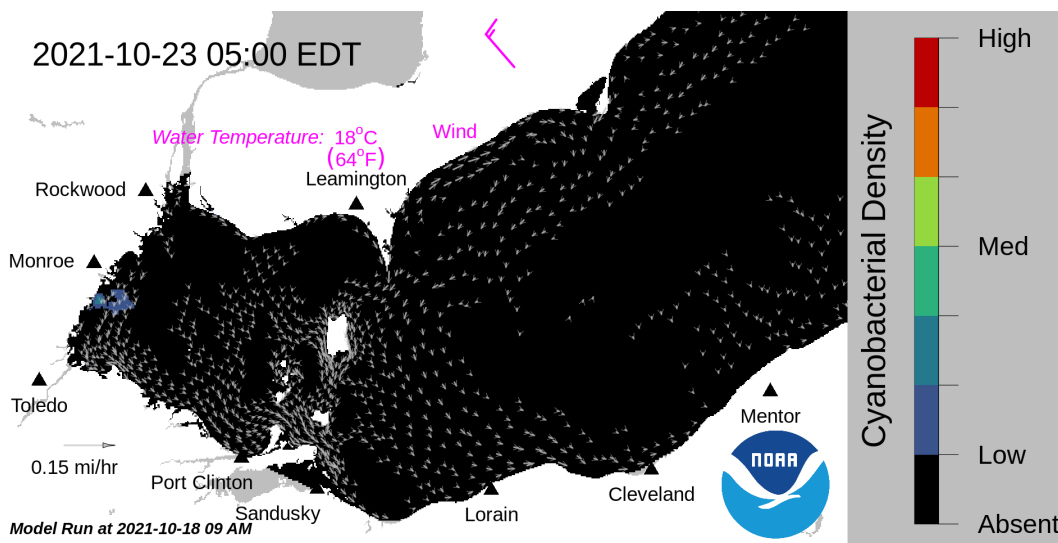 2021-10-23 05:00 EDT
Water Temperature: 18°C
(64°F)
Wind
Leamington
Rockwood
Monroe
Toledo
0.15 mi/hr
Port Clinton
Sandusky
Lorain
Cleveland
Mentor
NOAA
Model Run at 2021-10-18 09 AM
Cyanobacterial Density
High
Med
Low
Absent